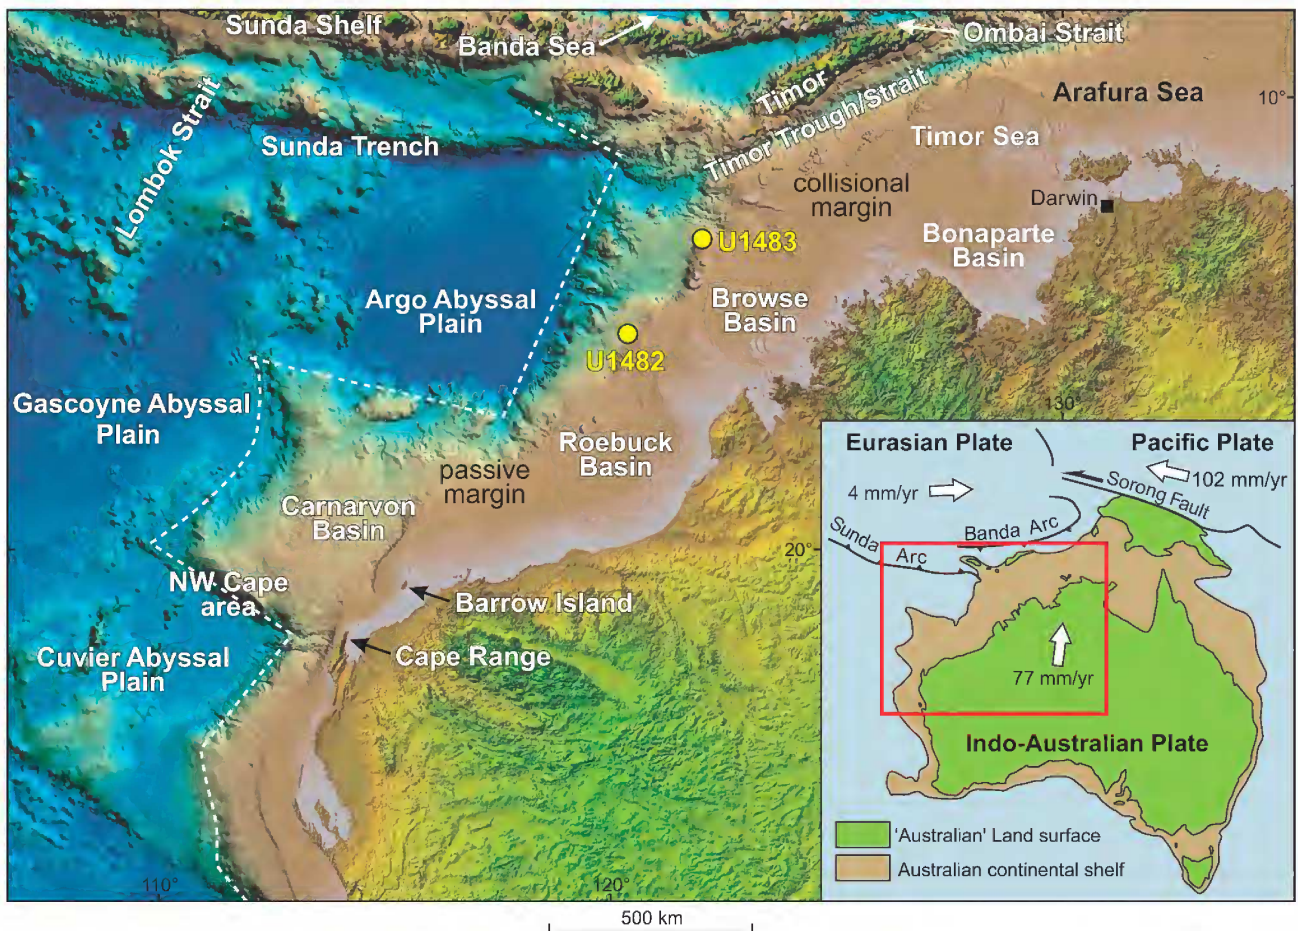 Sunda Shelf
Banda Sea
Ombai Strait
Timor
Timor Trough/Strait
Arafura Sea
10°
Lombok Strait
Sunda Trench
Timor Sea
collisional
margin
Darwin
U1483
Bonaparte
Basin
Argo Abyssal
Plain
Browse
Basin
U1482
Gascoyne Abyssal
Plain
130°
Roebuck
Basin
passive
margin
Carnarvon
Basin
20°
NW Cape
area
Barrow Island
Cape Range
Cuvier Abyssal
Plain
110°
120°
500 km
Eurasian Plate
Pacific Plate
4 mm/yr
102 mm/yr
Sorong Fault
Sunda Arc
Banda Arc
77 mm/yr
Indo-Australian Plate
'Australian' Land surface
Australian continental shelf